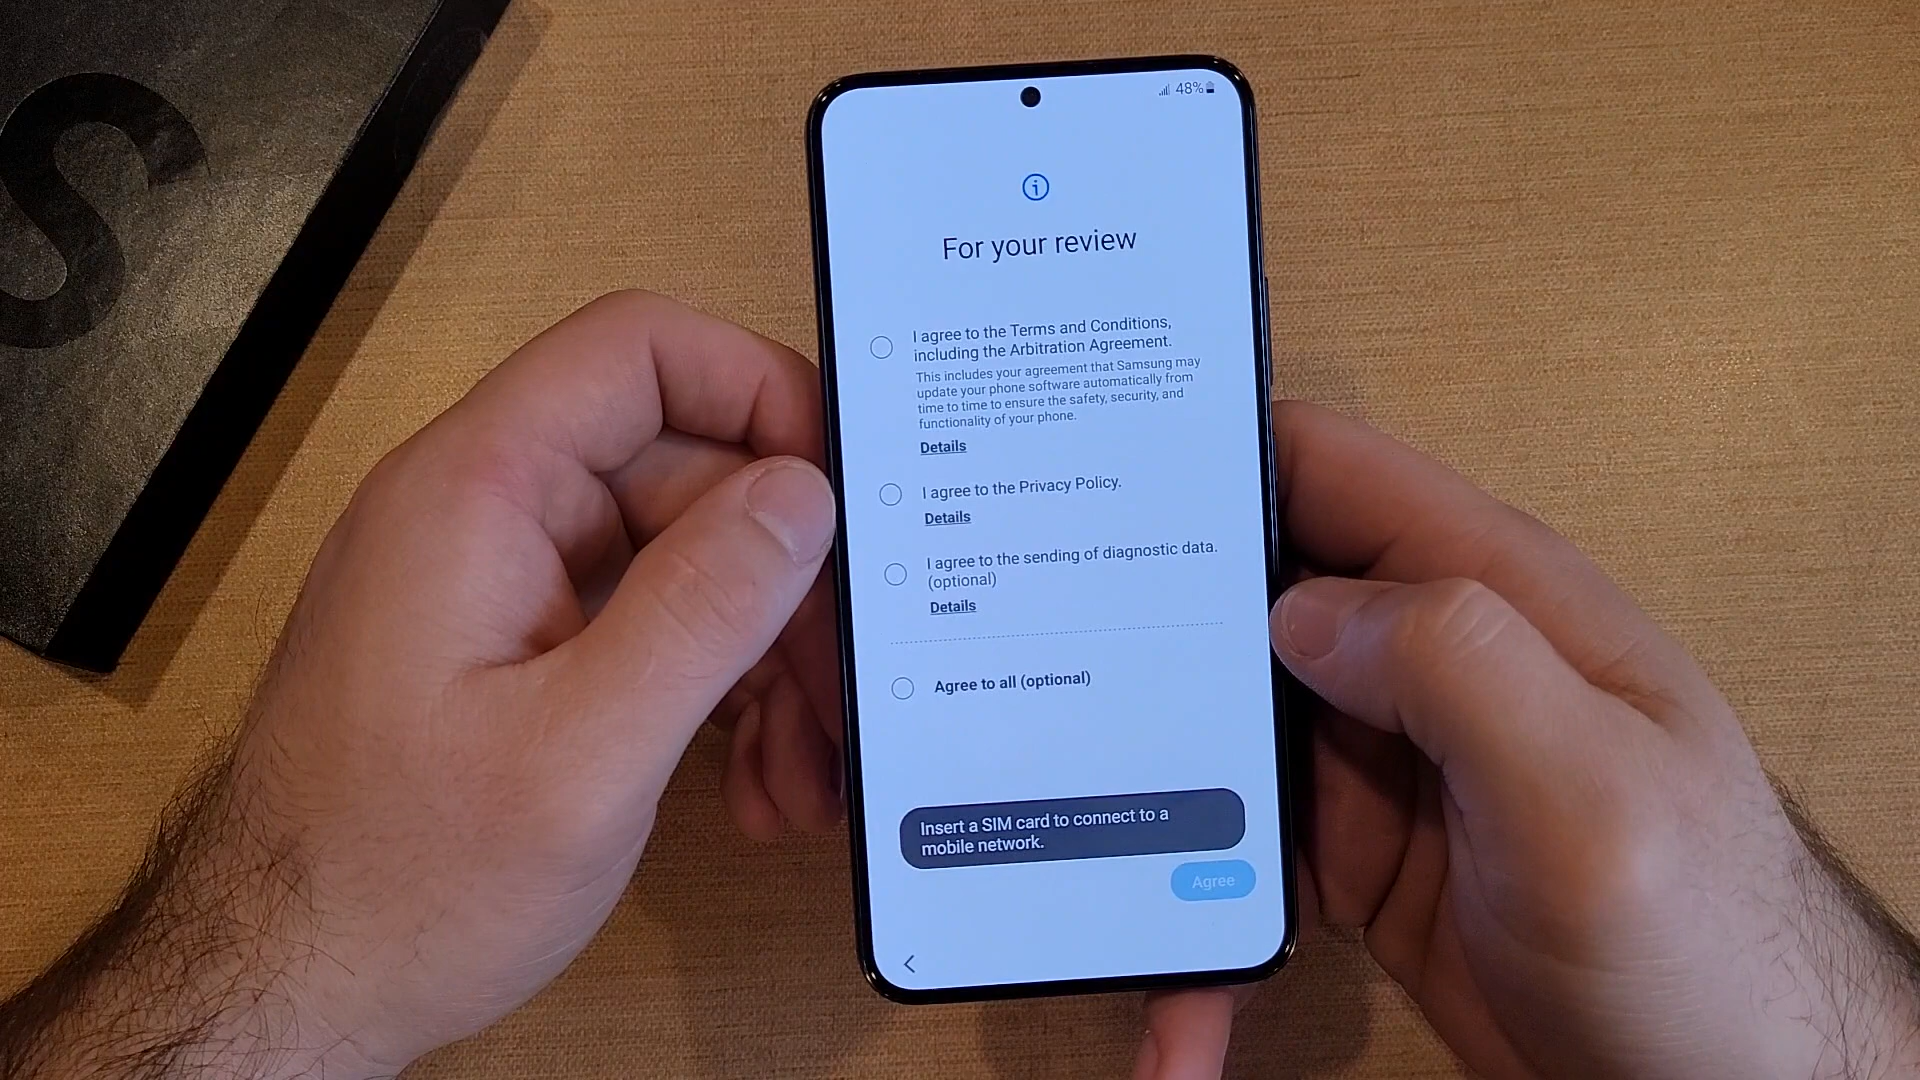 S
48%
For your review
I agree to the Terms and Conditions,
including the Arbitration Agreement.
This includes your agreement that Samsung may
update your phone software automatically from
time to time to ensure the safety, security, and
functionality of your phone.
Details
I agree to the Privacy Policy.
Details
I agree to the sending of diagnostic data.
(optional)
Details
Agree to all (optional)
Insert a SIM card to connect to a
mobile network.
Agree